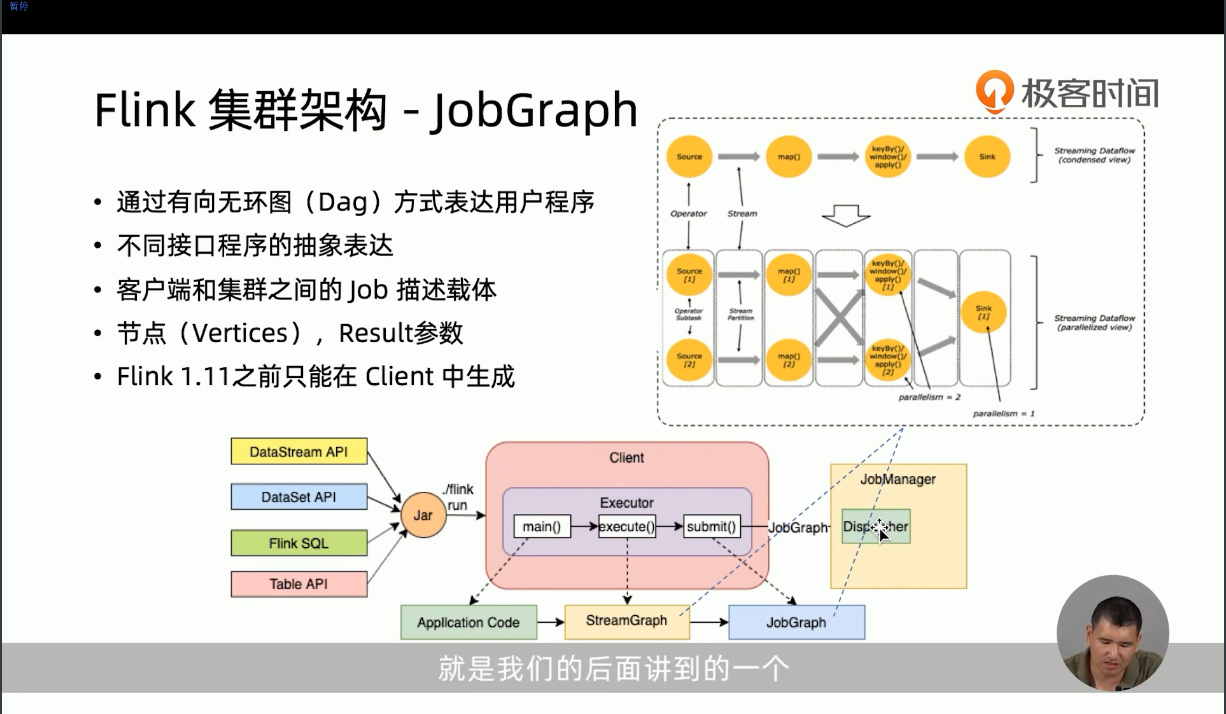 暂停
Flink 集群架构 - JobGraph
极客时间
• 通过有向无环图（Dag）方式表达用户程序
• 不同接口程序的抽象表达
• 客户端和集群之间的 Job 描述载体
• 节点（Vertices），Result参数
• Flink 1.11之前只能在 Client 中生成
Source
map()
keyBy()/
window()/
apply()
Sink
Streaming Dataflow
(condensed view)
Operator
Stream
Source
[1]
map()
[1]
keyBy()/
window()/
apply()
[1]
Operator
Subtask
Stream
Partition
Sink
[1]
Streaming Dataflow
(parallelized view)
Source
[2]
map()
[2]
keyBy()/
window()/
apply()
[2]
parallelism = 2
parallelism = 1
DataStream API
DataSet API
Flink SQL
Table API
Jar
./flink
run
Client
Executor
main()
execute()
submit()
JobGraph
JobManager
Application Code
StreamGraph
JobGraph
就是我们的后面讲到的一个